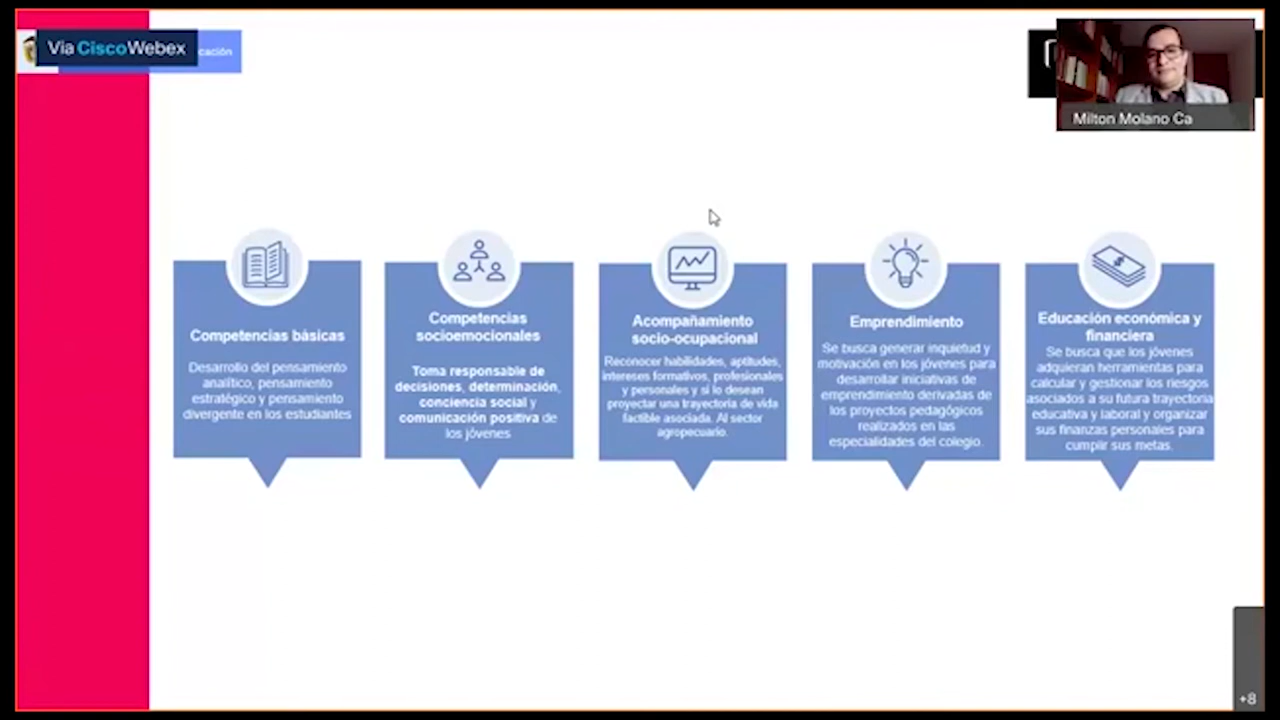 Via Cisco Webex
cación
Milton Molano Ca
Competencias básicas
Desarrollo del pensamiento
analítico, pensamiento
estratégico y pensamiento
divergente en los estudiantes
Competencias
socioemocionales
Toma responsable de
decisiones, determinación,
conciencia social y
comunicación positiva de
los jóvenes
Acompañamiento
socio-ocupacional
Reconocer habilidades, aptitudes,
intereses formativos, profesionales
y personales y si lo desean
proyectar una trayectoria de vida
factible asociada. Al sector
agropecuario.
Emprendimiento
Se busca generar inquietud y
motivación en los jóvenes para
desarrollar iniciativas de
emprendimiento derivadas de
los proyectos pedagógicos
realizados en las
especialidades del colegio.
Educación económica y
financiera
Se busca que los jóvenes
adquieran herramientas para
calcular y gestionar los riesgos
asociados a su futura trayectoria
educativa y laboral y organizar
sus finanzas personales para
cumplir sus metas.
+8